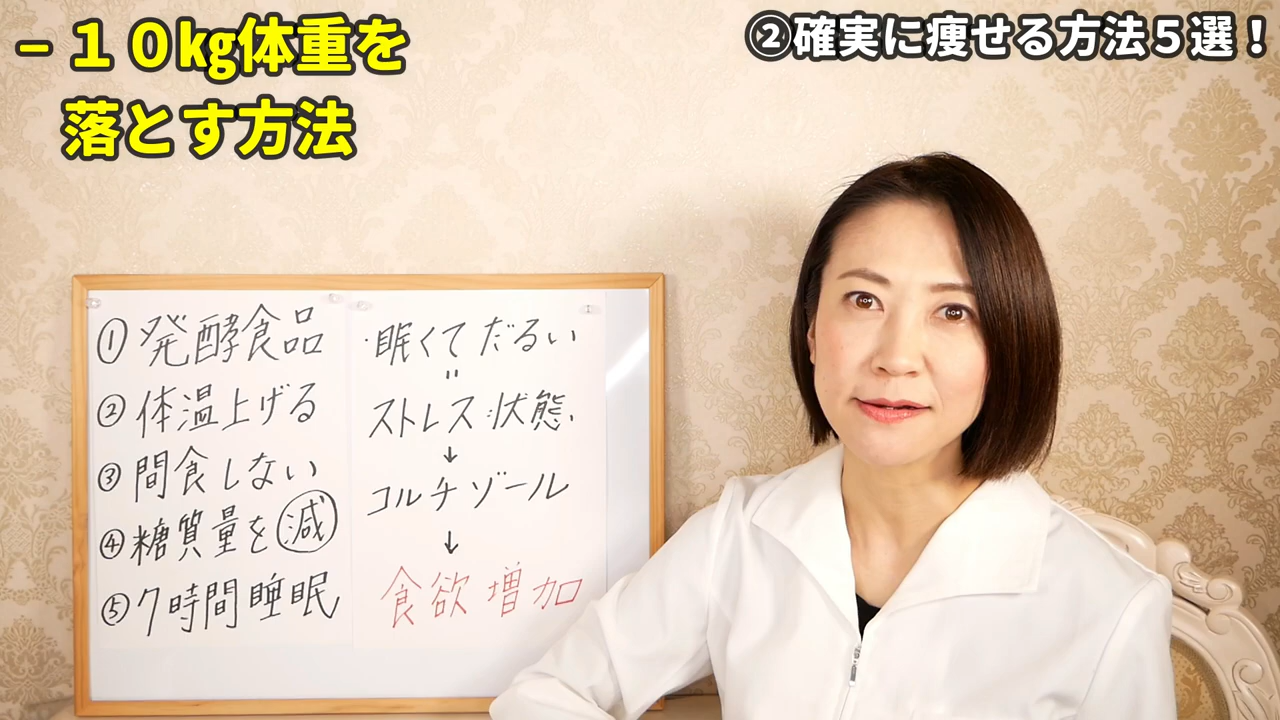 －１０㎏体重を
落とす方法
②確実に痩せる方法５選！
①発酵食品
②体温上げる
③間食しない
④糖質量を減
⑤7時間睡眠
・眠くてだるい
〃
ストレス状態
↓
コルチゾール
↓
食欲増加